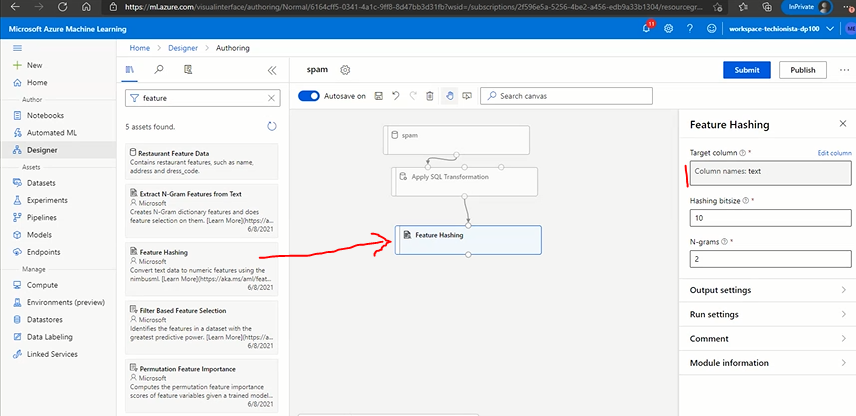 https://ml.azure.com/visualinterface/authoring/Normal/6164cff5-0341-4a1c-9ff8-8d47bb3d31fb?wsid=/subscriptions/2f596e5a-5256-4be2-a456-edb9a33b1304/resourcegr...
InPrivate
Microsoft Azure Machine Learning
11
workspace-techionista-dp100
Home > Designer > Authoring
New
Home
Author
Notebooks
Automated ML
Designer
Assets
Datasets
Experiments
Pipelines
Models
Endpoints
Manage
Compute
Environments (preview)
Datastores
Data Labeling
Linked Services
feature
5 assets found.
Restaurant Feature Data
Contains restaurant features, such as name,
address and dress_code.
Extract N-Gram Features from Text
Microsoft
Creates N-Gram dictionary features and does
feature selection on them. [Learn More](https://a...
6/8/2021
Feature Hashing
Microsoft
Convert text data to numeric features using the
nimbusml. [Learn More](https://aka.ms/aml/feat...
6/8/2021
Filter Based Feature Selection
Microsoft
Identifies the features in a dataset with the
greatest predictive power. [Learn More](https://a...
6/8/2021
Permutation Feature Importance
Microsoft
Computes the permutation feature importance
scores of feature variables given a trained model...
6/8/2021
spam
Submit
Publish
Autosave on
Search canvas
spam
Apply SQL Transformation
Feature Hashing
Feature Hashing
Target column *
Edit column
Column names: text
Hashing bitsize *
10
N-grams *
2
Output settings
Run settings
Comment
Module information